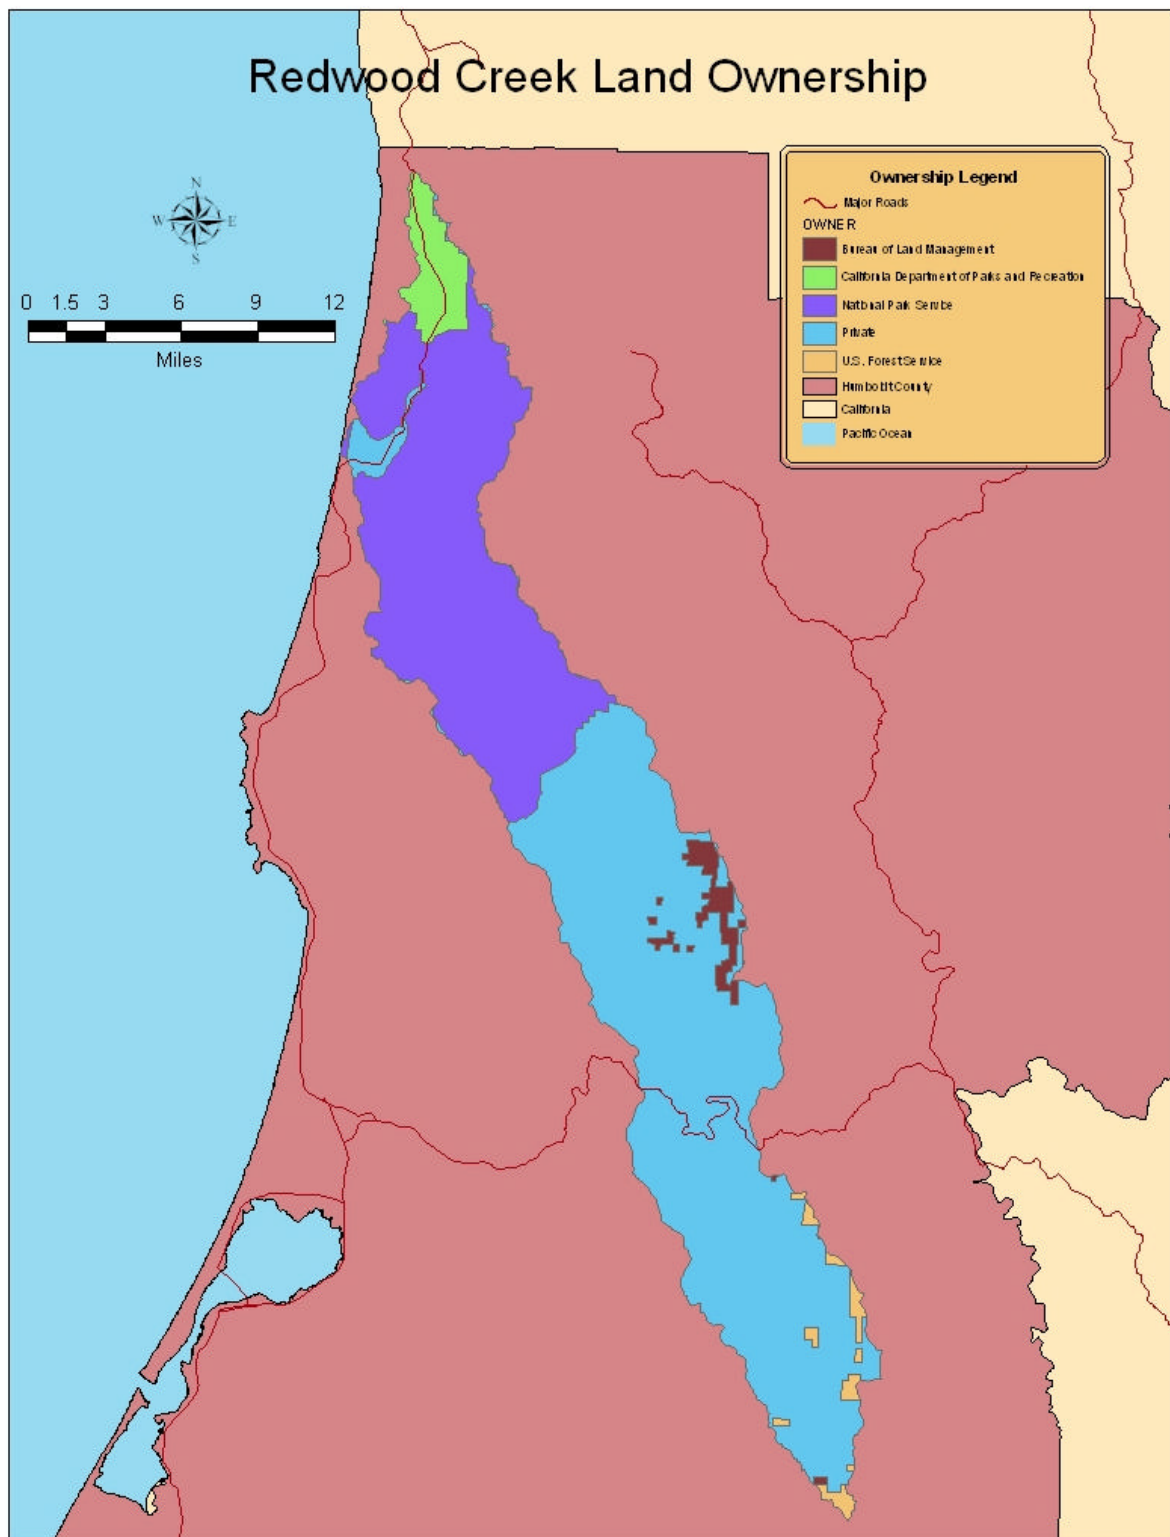 Redwood Creek Land Ownership
N
W E
S
0 1.5 3 6 9 12
Miles
Ownership Legend
Major Roads
OWNER
Bureau of Land Management
California Department of Parks and Recreation
National Park Service
Private
U.S. Forest Service
Humboldt County
California
Pacific Ocean